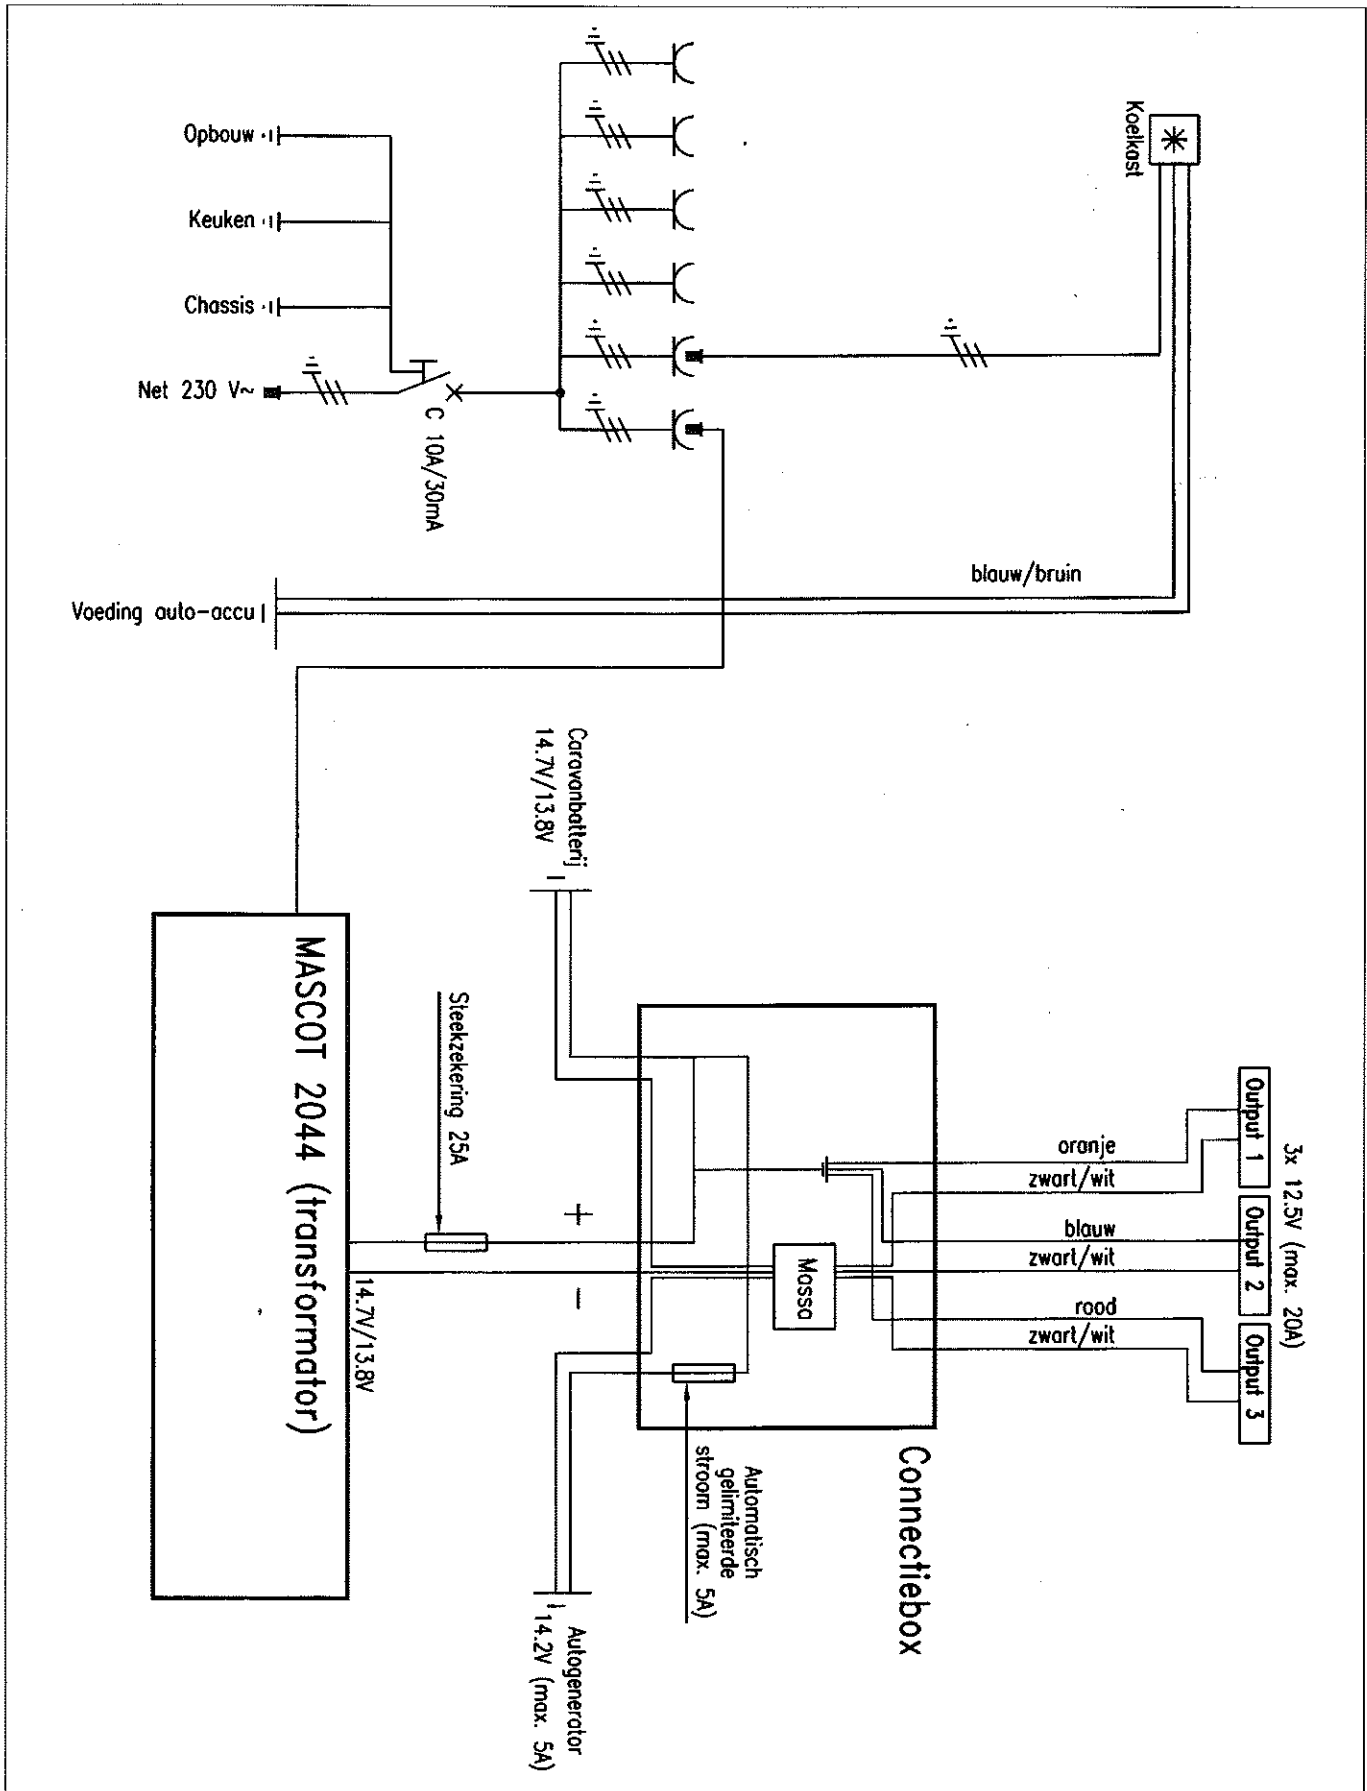 Koelkast
Opbouw
Keuken
Chassis
Net 230 V~
C 10A/30mA
blauw/bruin
Voeding auto-accu
Caravanbatterij
14.7V/13.8V
MASCOT 2044 (transformator)
Steekzekering 25A
14.7V/13.8V
+
−
Massa
Connectiebox
oranje
zwart/wit
blauw
zwart/wit
rood
zwart/wit
Output 1
Output 2
Output 3
3x 12.5V (max. 20A)
Automatisch
gelimiteerde
stroom (max. 5A)
Autogenerator
14.2V (max. 5A)